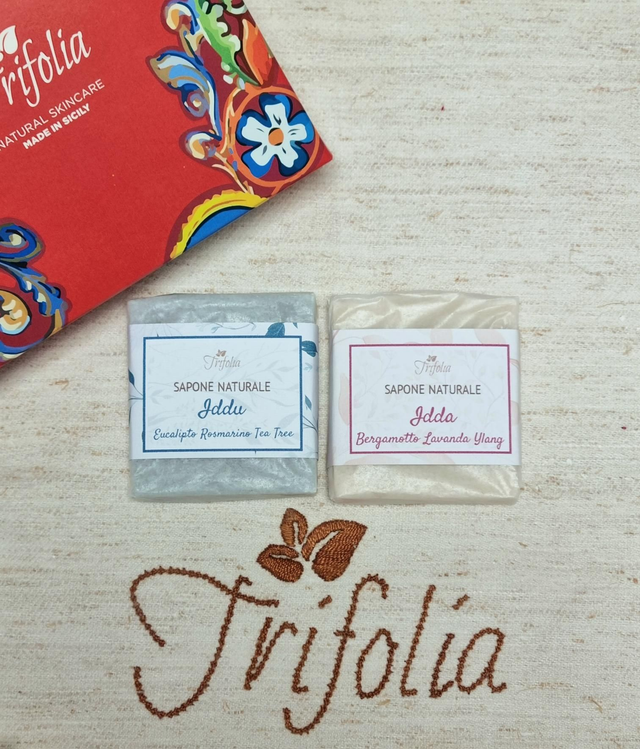 Trifolia
NATURAL SKINCARE
MADE IN SICILY
Trifolia
SAPONE NATURALE
Iddu
Eucalipto Rosmarino Tea Tree
Trifolia
SAPONE NATURALE
Idda
Bergamotto Lavanda Ylang
Trifolia